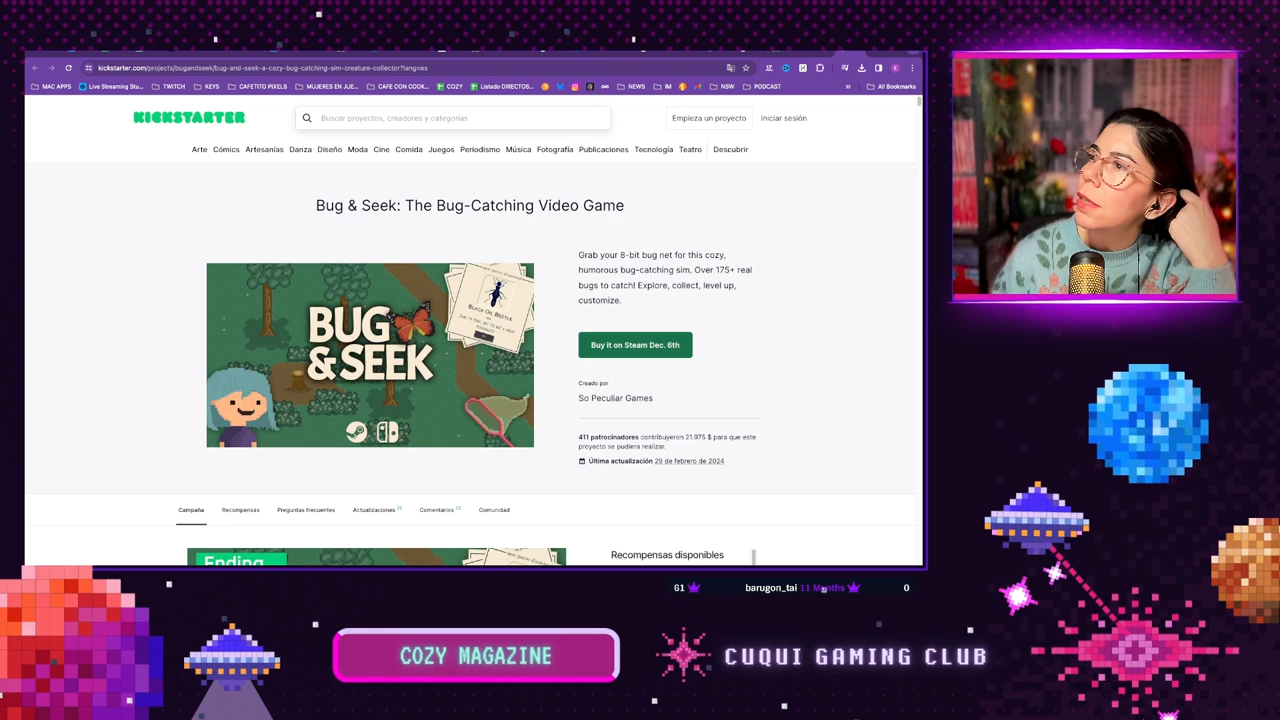 kickstarter.com/projects/bugandseek/bug-and-seek-a-cozy-bug-catching-sim-creature-collector?lang=es
MAC APPS Live Streaming Stu... TWITCH KEYS CAFETITO PIXELS MUJERES EN JUE... CAFE CON COOK... COZY Listado DIRECTOS... NEWS IM NSW PODCAST » All Bookmarks
KICKSTARTER
Buscar proyectos, creadores y categorías
Empieza un proyecto Iniciar sesión
Arte Cómics Artesanías Danza Diseño Moda Cine Comida Juegos Periodismo Música Fotografía Publicaciones Tecnología Teatro Descubrir
Bug & Seek: The Bug-Catching Video Game
BUG
& SEEK
Grab your 8-bit bug net for this cozy,
humorous bug-catching sim. Over 175+ real
bugs to catch! Explore, collect, level up,
customize.
Buy it on Steam Dec. 6th
Creado por
So Peculiar Games
411 patrocinadores contribuyeron 21.975 $ para que este
proyecto se pudiera realizar.
Última actualización 29 de febrero de 2024
Campaña Recompensas Preguntas frecuentes Actualizaciones Comentarios Comunidad
Ending
Recompensas disponibles
61 barugon_tai 11 Months 0
COZY MAGAZINE
CUQUI GAMING CLUB